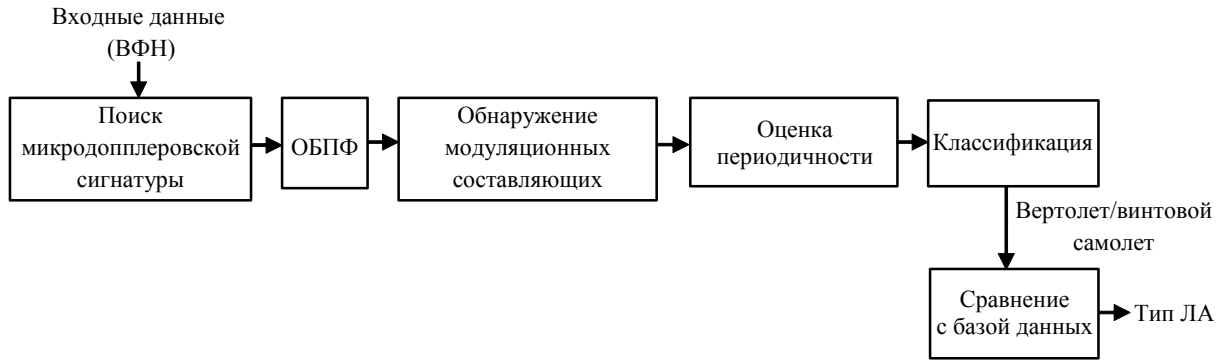 Входные данные
(ВФН)
Поиск
микродопплеровской
сигнатуры
ОБПФ
Обнаружение
модуляционных
составляющих
Оценка
периодичности
Классификация
Вертолет/винтовой
самолет
Сравнение
с базой данных
Тип ЛА